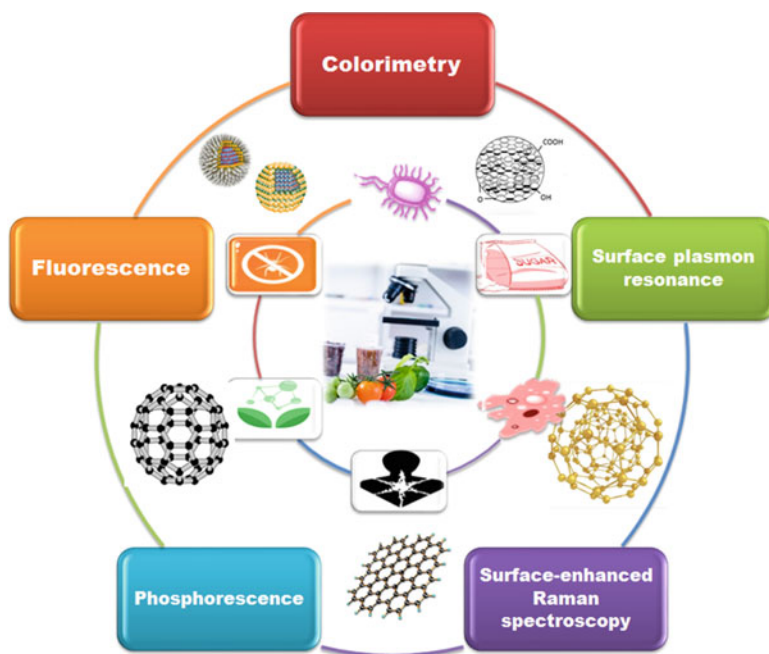 Colorimetry
COOH
O
OH
Fluorescence
SUGAR
Surface plasmon
resonance
Phosphorescence
Surface-enhanced
Raman
spectroscopy